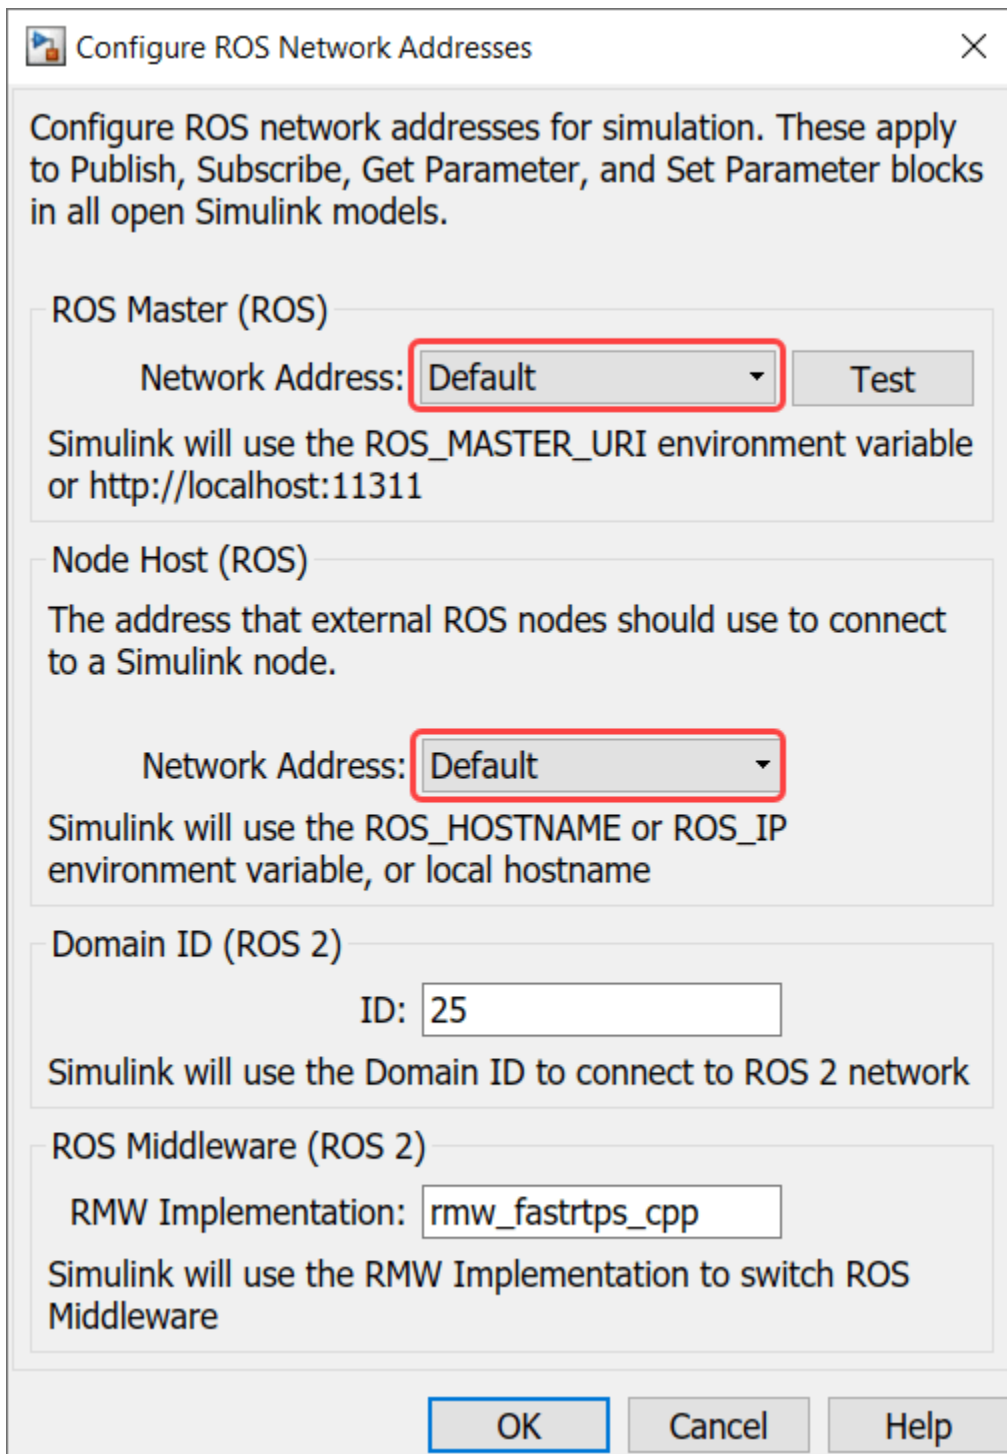 Configure ROS Network Addresses
Configure ROS network addresses for simulation. These apply
to Publish, Subscribe, Get Parameter, and Set Parameter blocks
in all open Simulink models.
ROS Master (ROS)
Network Address: Default Test
Simulink will use the ROS_MASTER_URI environment variable
or http://localhost:11311
Node Host (ROS)
The address that external ROS nodes should use to connect
to a Simulink node.
Network Address: Default
Simulink will use the ROS_HOSTNAME or ROS_IP
environment variable, or local hostname
Domain ID (ROS 2)
ID: 25
Simulink will use the Domain ID to connect to ROS 2 network
ROS Middleware (ROS 2)
RMW Implementation: rmw_fastrtps_cpp
Simulink will use the RMW Implementation to switch ROS
Middleware
OK Cancel Help